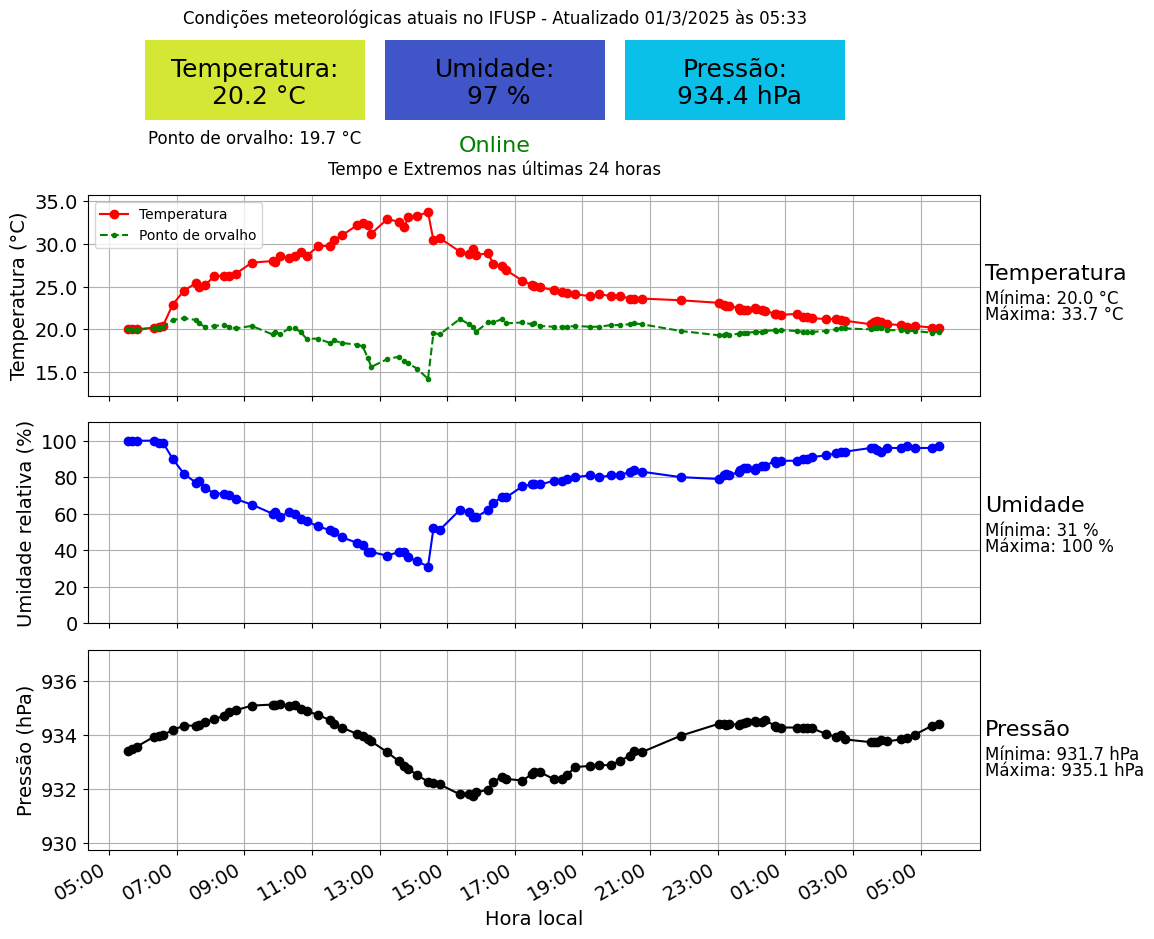 Condições meteorológicas atuais no IFUSP - Atualizado 01/3/2025 às 05:33
Temperatura:
20.2 °C
Umidade:
97 %
Pressão:
934.4 hPa
Ponto de orvalho: 19.7 °C
Online
Tempo e Extremos nas últimas 24 horas
Temperatura (°C)
35.0
30.0
25.0
20.0
15.0
Temperatura
Ponto de orvalho
Temperatura
Mínima: 20.0 °C
Máxima: 33.7 °C
Umidade relativa (%)
100
80
60
40
20
0
Umidade
Mínima: 31 %
Máxima: 100 %
Pressão (hPa)
936
934
932
930
Pressão
Mínima: 931.7 hPa
Máxima: 935.1 hPa
05:00 07:00 09:00 11:00 13:00 15:00 17:00 19:00 21:00 23:00 01:00 03:00 05:00
Hora local